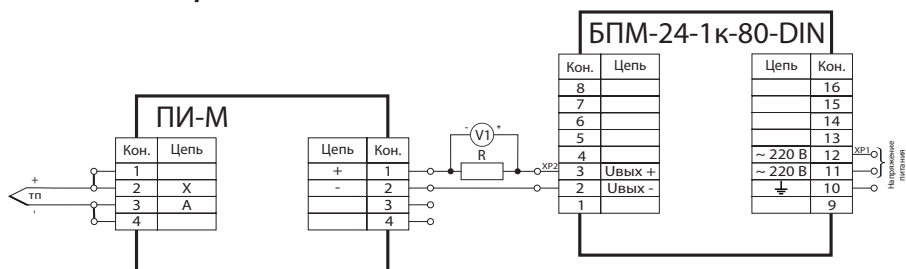 БПМ-24-1к-80-DIN
Кон. Цепь
8
7
6
5
4
3 Uвых +
2 Uвых -
1
Цепь Кон.
16
15
14
13
~ 220 В 12
~ 220 В 11
10
9
XP1
Напряжение
питания
ПИ-М
Кон. Цепь
1
2 X
3 A
4
Цепь Кон.
+ 1
- 2
3
4
+
ТП
-
- V1 +
R
XP2